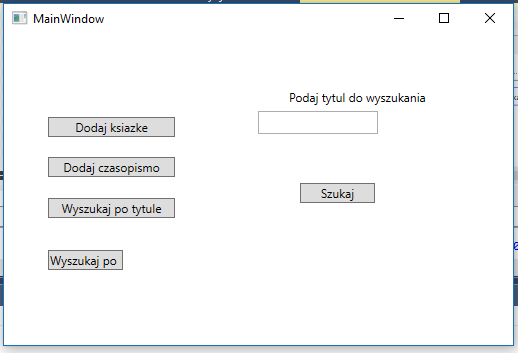 MainWindow
Podaj tytul do wyszukania
Dodaj ksiazke
Dodaj czasopismo
Szukaj
Wyszukaj po tytule
Wyszukaj po